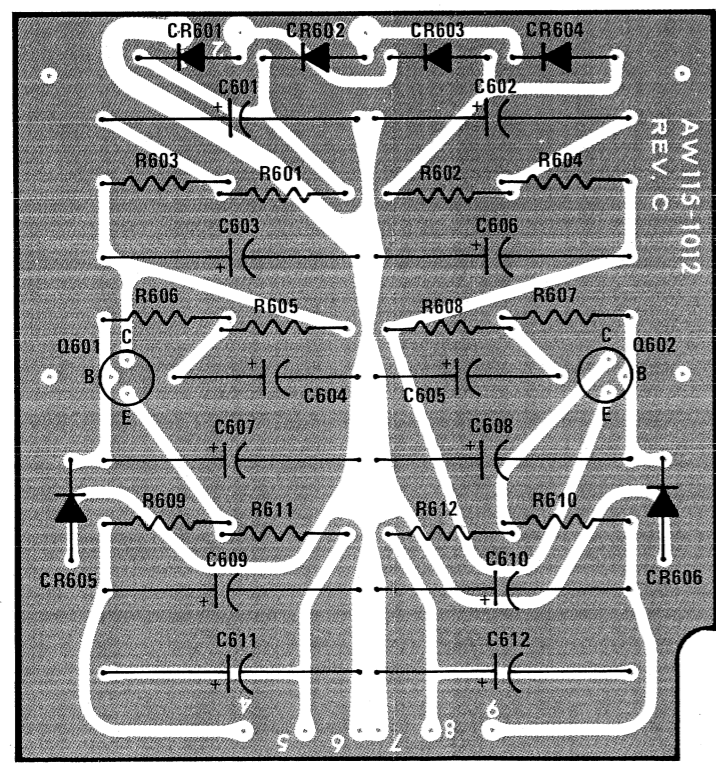 CR601 CR602 CR603 CR604
2
C601 C602
+ +
AW115-1012
REV. C
R603 R601 R602 R604
C603 C606
+ +
R606 R605 R608 R607
Q601 C C Q602
B B
+ +
E C604 C605 E
C607 C608
+ +
R609 R611 R612 R610
C609 C610
CR605 CR606
+ +
C611 C612
+ +
4 9
5 6 7 8